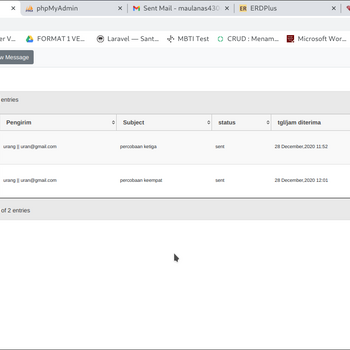 phpMyAdmin Sent Mail - maulanas43 ERDPlus
er V... FORMAT 1 VE... Laravel — Sant... MBTI Test CRUD : Menam... Microsoft Wor...
w Message
entries
Pengirim Subject status tgl/jam diterima
urang || uran@gmail.com percobaan ketiga sent 28 December,2020 11:52
urang || uran@gmail.com percobaan keempat sent 28 December,2020 12:01
of 2 entries